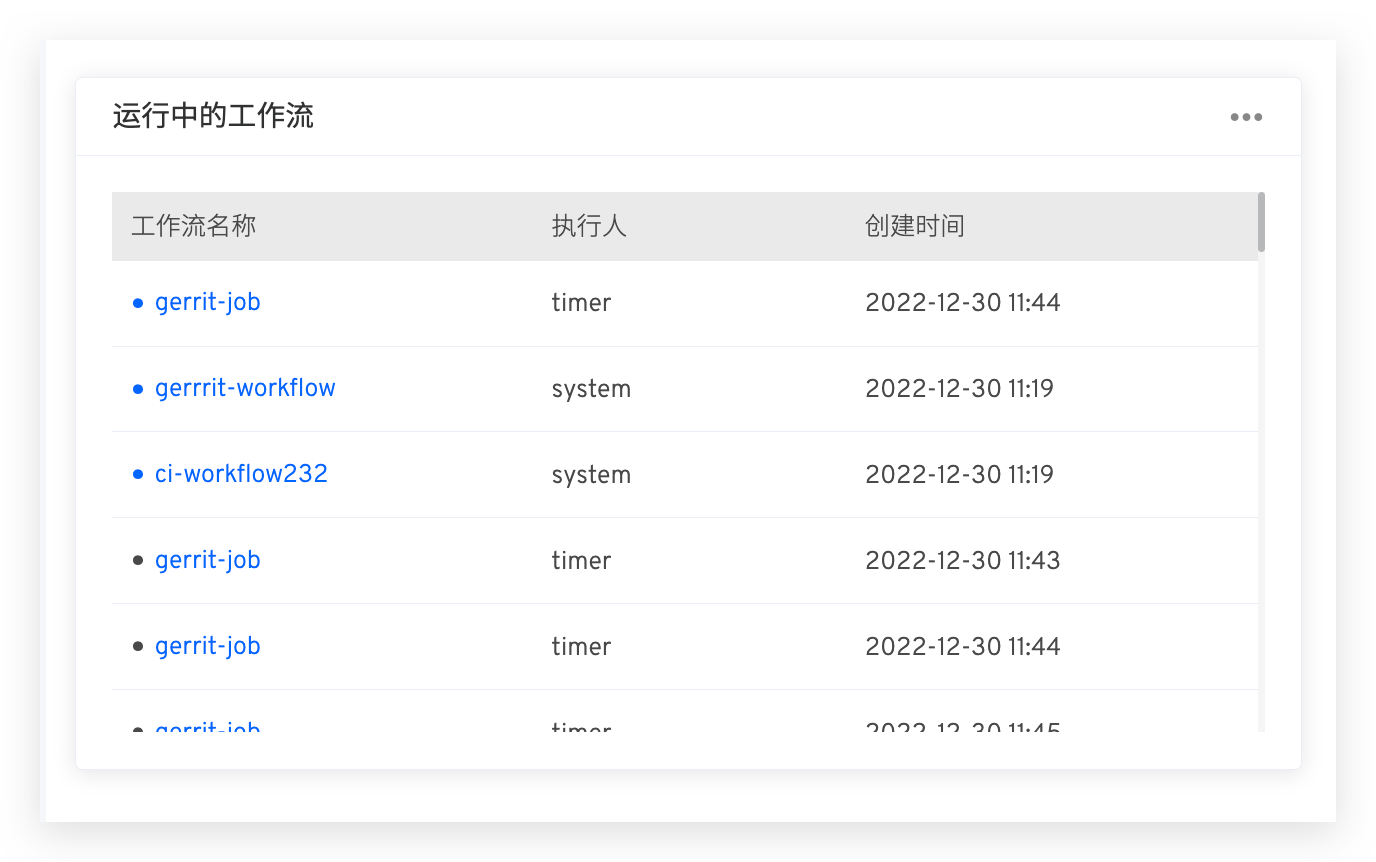 运行中的工作流
工作流名称 执行人 创建时间
gerrit-job timer 2022-12-30 11:44
gerrrit-workflow system 2022-12-30 11:19
ci-workflow232 system 2022-12-30 11:19
gerrit-job timer 2022-12-30 11:43
gerrit-job timer 2022-12-30 11:44
gerrit-job timer 2022-12-30 11:45